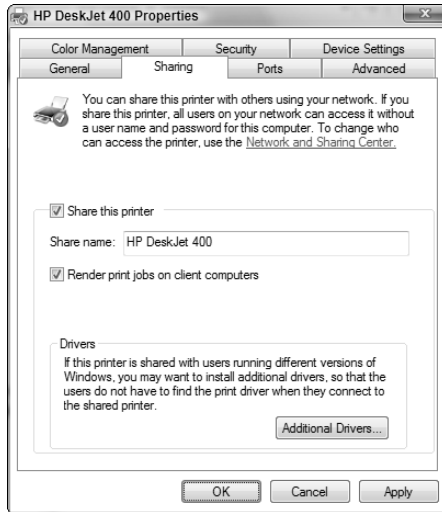 HP DeskJet 400 Properties
Color Management Security Device Settings
General Sharing Ports Advanced
You can share this printer with others using your network. If you
share this printer, all users on your network can access it without
a user name and password for this computer. To change who
can access the printer, use the Network and Sharing Center.
Share this printer
Share name: HP DeskJet 400
Render print jobs on client computers
Drivers
If this printer is shared with users running different versions of
Windows, you may want to install additional drivers, so that the
users do not have to find the print driver when they connect to
the shared printer.
Additional Drivers...
OK Cancel Apply